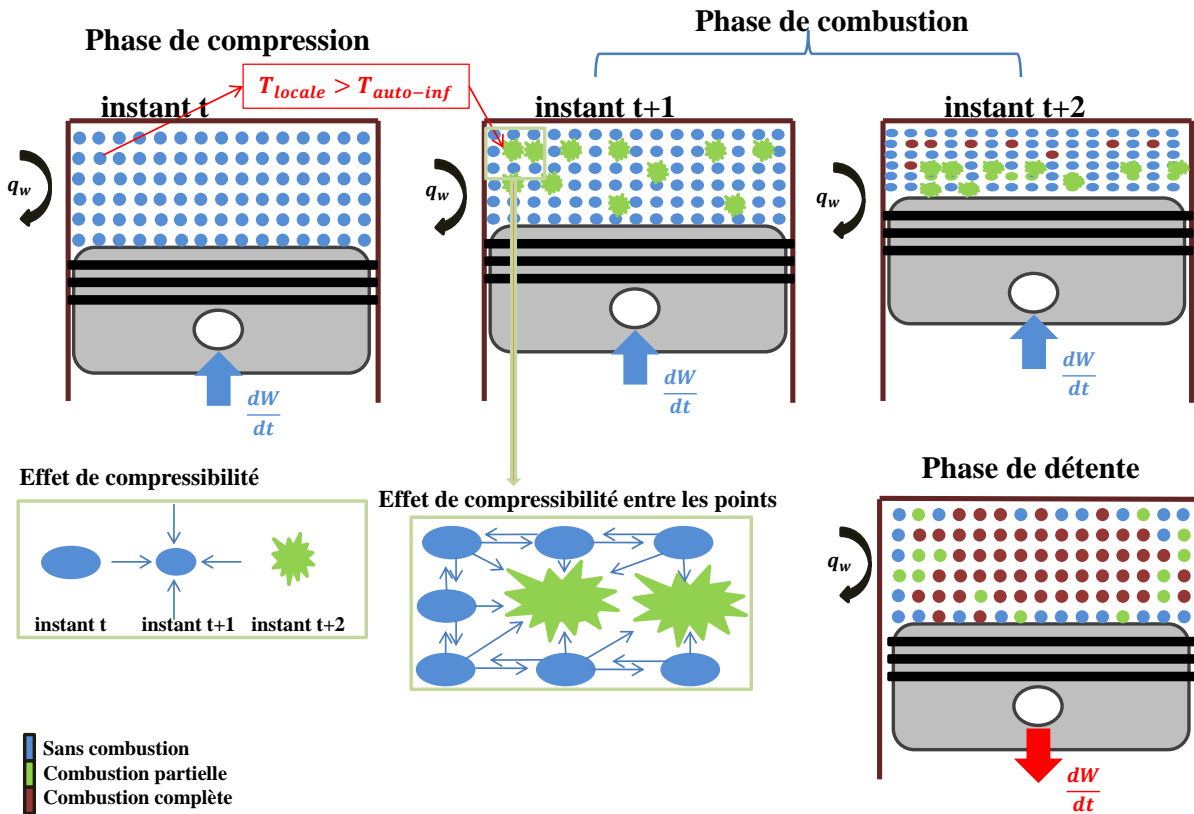 Phase de compression
Phase de combustion
T_locale > T_auto-inf
instant t
instant t+1
instant t+2
q_w
q_w
q_w
dW
dt
dW
dt
dW
dt
Effet de compressibilité
instant t
instant t+1
instant t+2
Effet de compressibilité entre les points
Phase de détente
q_w
dW
dt
Sans combustion
Combustion partielle
Combustion complète